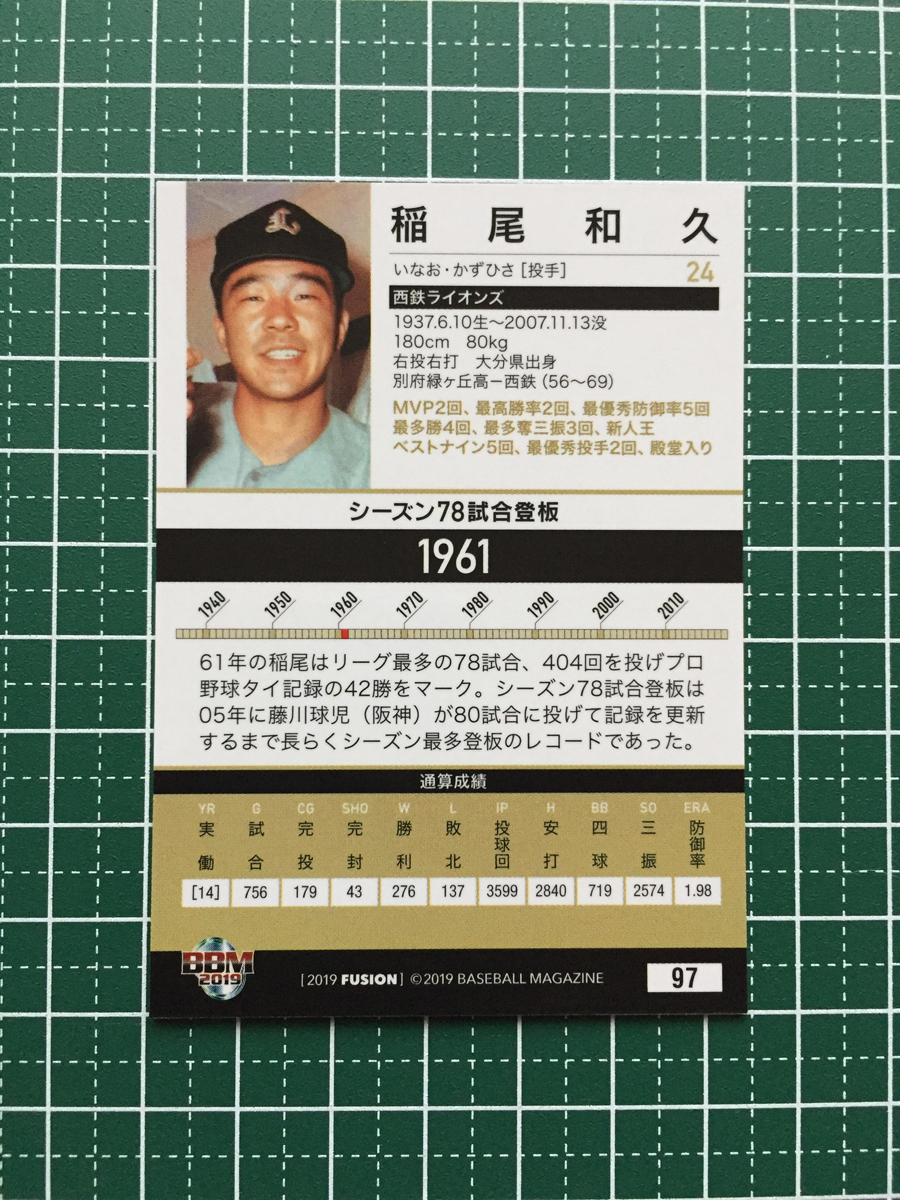 稲尾和久
いなお・かずひさ［投手］ 24
西鉄ライオンズ
1937.6.10生〜2007.11.13没
180cm 80kg
右投右打 大分県出身
別府緑ヶ丘高－西鉄（56〜69）
MVP2回、最高勝率2回、最優秀防御率5回
最多勝4回、最多奪三振3回、新人王
ベストナイン5回、最優秀投手2回、殿堂入り
シーズン78試合登板
1961
1940 1950 1960 1970 1980 1990 2000 2010
61年の稲尾はリーグ最多の78試合、404回を投げプロ
野球タイ記録の42勝をマーク。シーズン78試合登板は
05年に藤川球児（阪神）が80試合に投げて記録を更新
するまで長らくシーズン最多登板のレコードであった。
通算成績
YR G CG SHO W L IP H BB SO ERA
実働 試合 完投 完封 勝利 敗北 投球回 安打 四球 三振 防御率
[14] 756 179 43 276 137 3599 2840 719 2574 1.98
BBM
2019
[2019 FUSION] ©2019 BASEBALL MAGAZINE 97